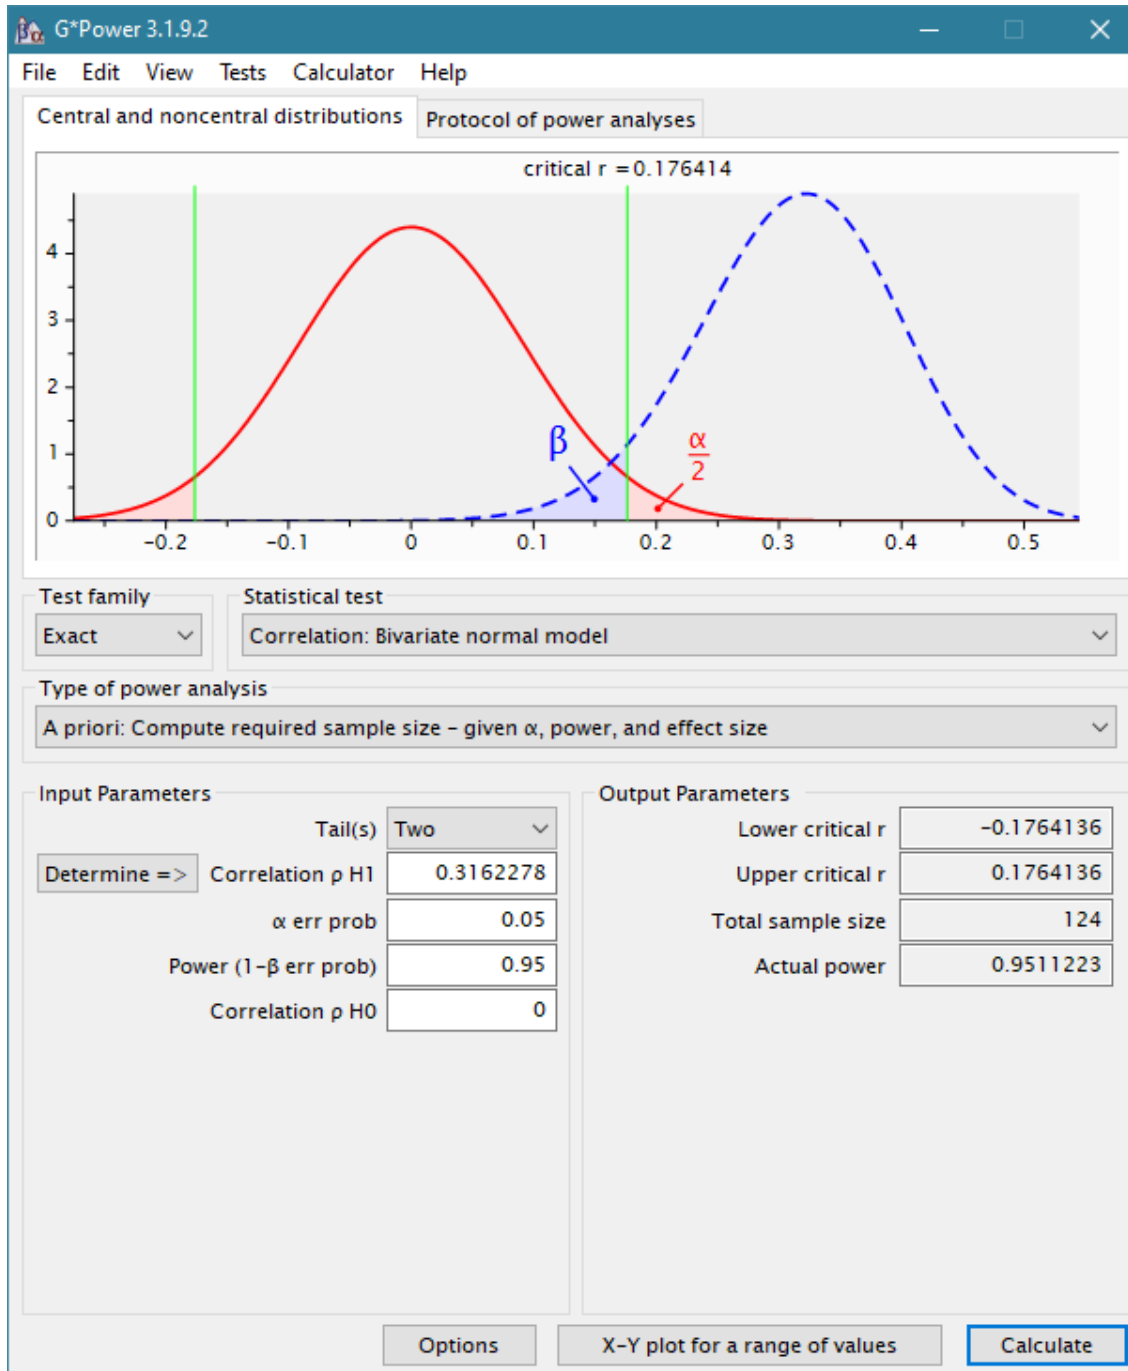 G*Power 3.1.9.2
File Edit View Tests Calculator Help
Central and noncentral distributions Protocol of power analyses
critical r = 0.176414
4
3
2
1
0
β
α
2
-0.2 -0.1 0 0.1 0.2 0.3 0.4 0.5
Test family Statistical test
Exact Correlation: Bivariate normal model
Type of power analysis
A priori: Compute required sample size – given α, power, and effect size
Input Parameters Output Parameters
Tail(s) Two Lower critical r -0.1764136
Determine => Correlation ρ H1 0.3162278 Upper critical r 0.1764136
α err prob 0.05 Total sample size 124
Power (1-β err prob) 0.95 Actual power 0.9511223
Correlation ρ H0 0
Options X-Y plot for a range of values Calculate